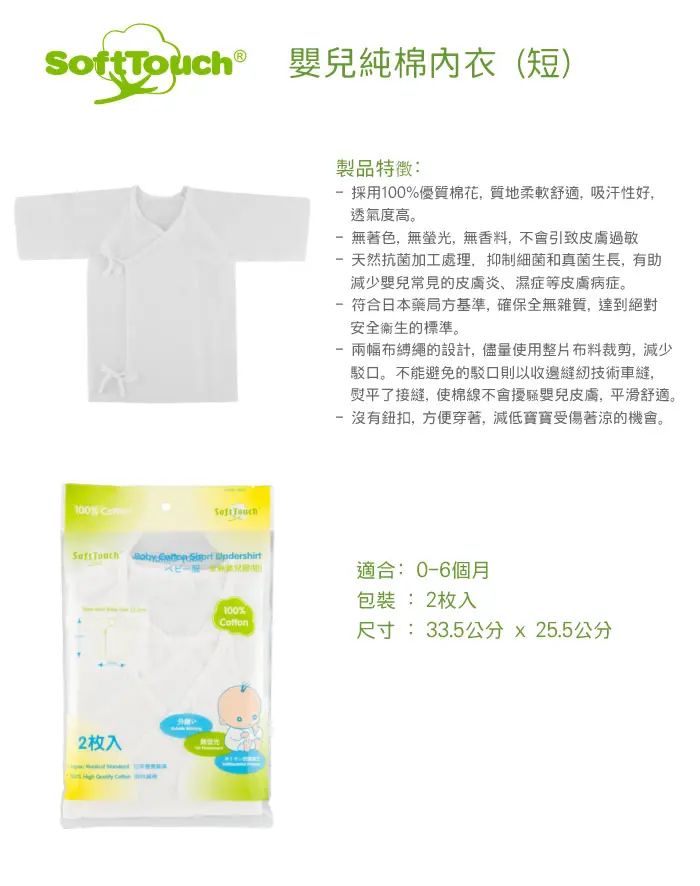 SoftTouch®
嬰兒純棉內衣 (短)
製品特徵:
- 採用100%優質棉花, 質地柔軟舒適, 吸汗性好,
透氣度高。
- 無著色, 無螢光, 無香料, 不會引致皮膚過敏
- 天然抗菌加工處理, 抑制細菌和真菌生長, 有助
減少嬰兒常見的皮膚炎、濕症等皮膚病症。
- 符合日本藥局方基準, 確保全無雜質, 達到絕對
安全衛生的標準。
- 兩幅布縛繩的設計, 儘量使用整片布料裁剪, 減少
駁口。不能避免的駁口則以收邊縫紉技術車縫,
熨平了接縫, 使棉線不會擾騷嬰兒皮膚, 平滑舒適。
- 沒有鈕扣, 方便穿著, 減低寶寶受傷著涼的機會。
100% Cotton
SoftTouch
SoftTouch
Baby Cotton Short Undershirt
100%
Cotton
2枚入
100% High Quality Cotton
適合: 0-6個月
包裝 : 2枚入
尺寸 : 33.5公分 x 25.5公分